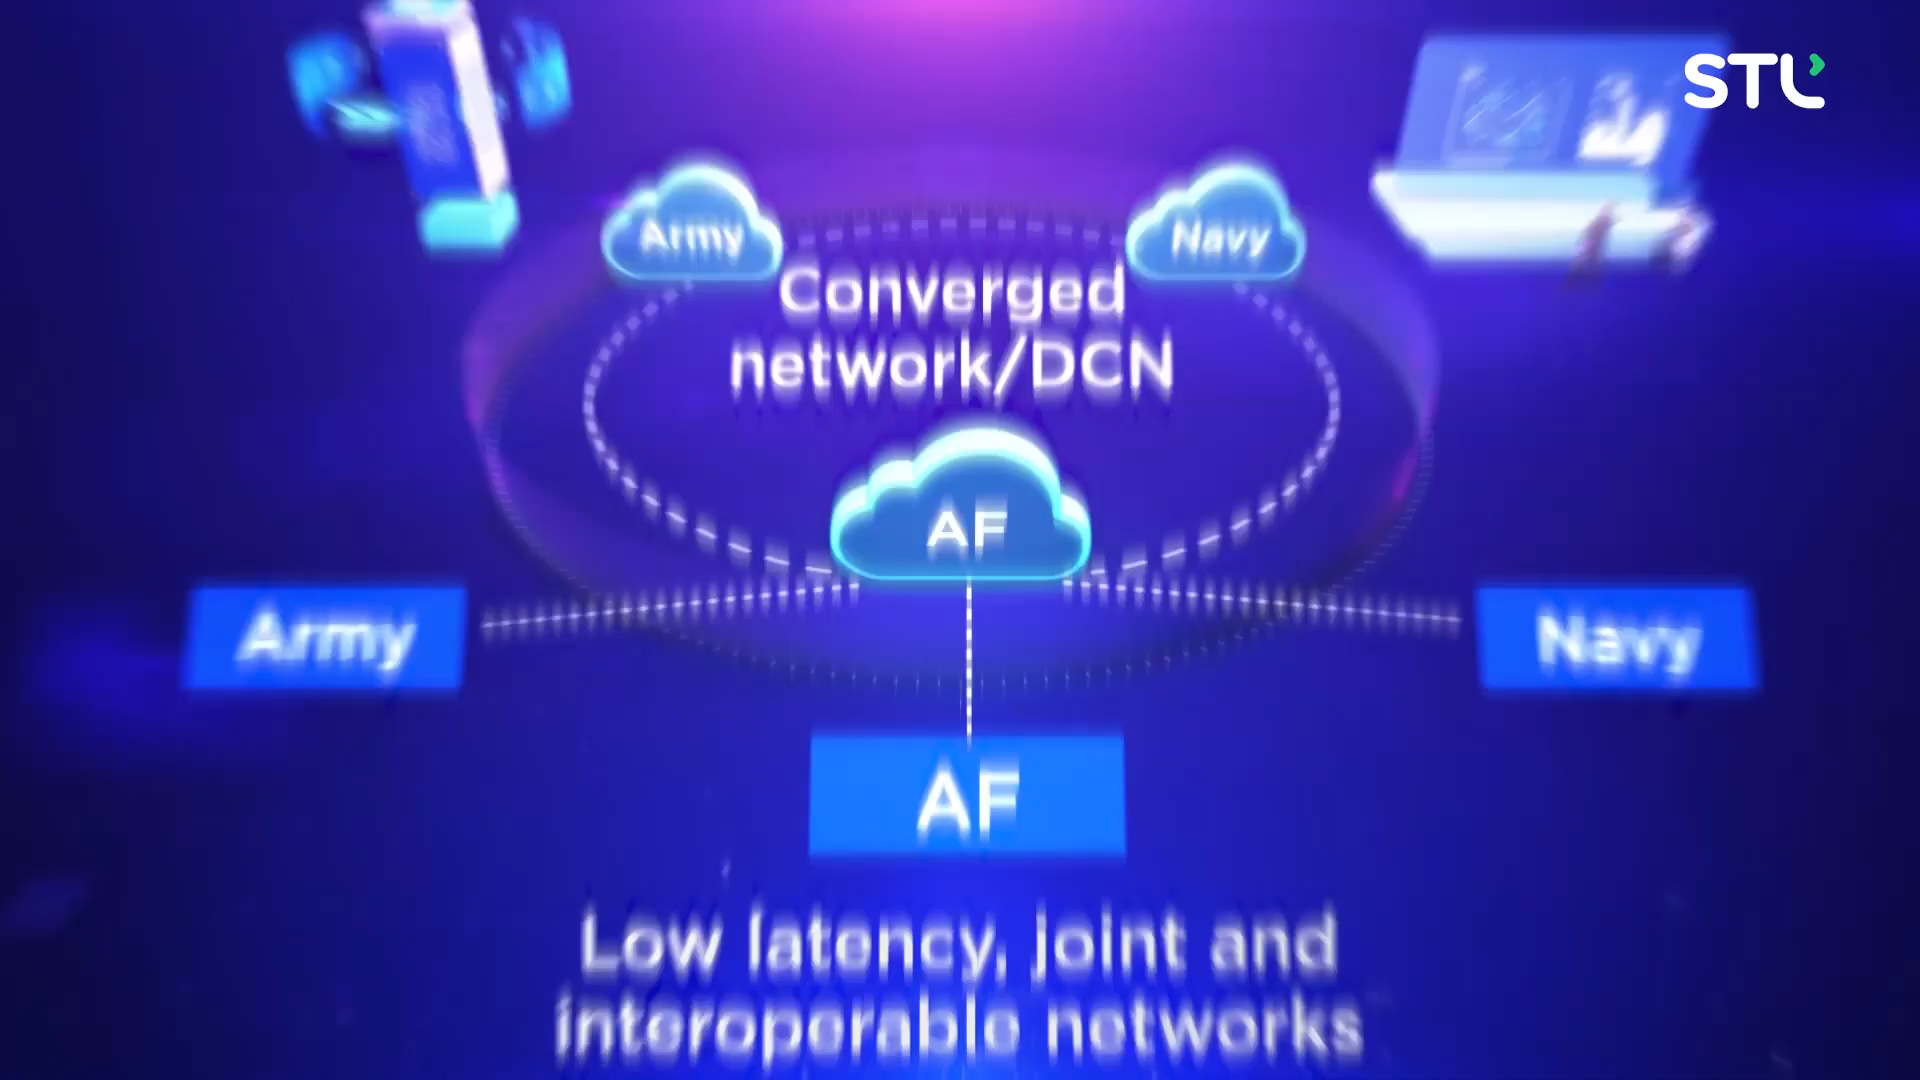 STL
Army
Navy
Converged
network/DCN
AF
Army
Navy
AF
Low latency, joint and
interoperable networks